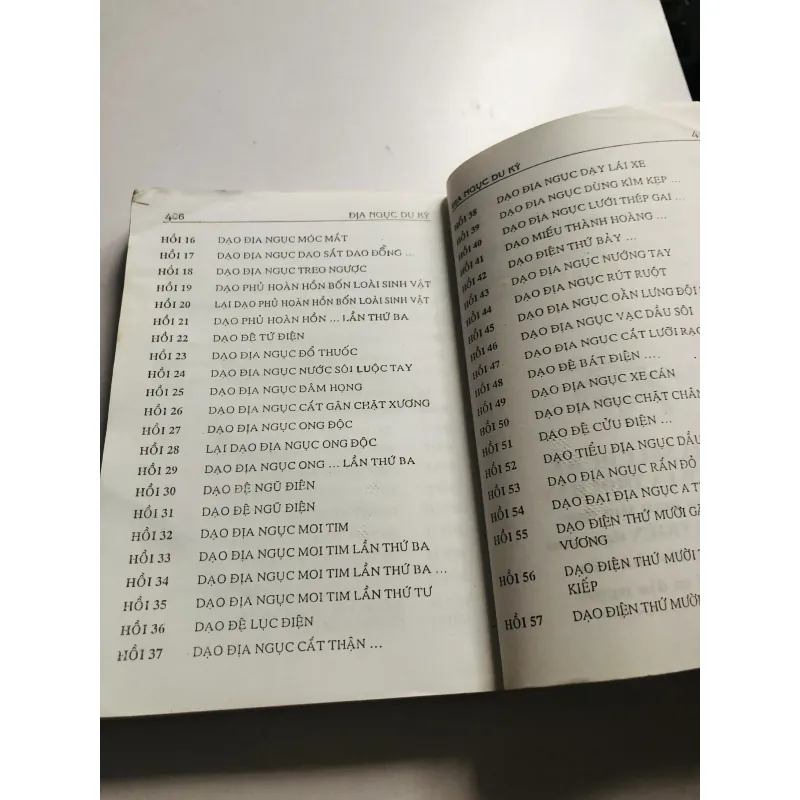 406 ĐỊA NGỤC DU KÝ
HỒI 16 DẠO ĐỊA NGỤC MÓC MẮT
HỒI 17 DẠO ĐỊA NGỤC DAO SẮT DAO ĐỒNG ...
HỒI 18 DẠO ĐỊA NGỤC TREO NGƯỢC
HỒI 19 DẠO PHỦ HOÀN HỒN BỐN LOÀI SINH VẬT
HỒI 20 LẠI DẠO PHỦ HOÀN HỒN BỐN LOÀI SINH VẬT
HỒI 21 DẠO PHỦ HOÀN HỒN ... LẦN THỨ BA
HỒI 22 DẠO ĐỆ TỨ ĐIỆN
HỒI 23 DẠO ĐỊA NGỤC ĐỔ THUỐC
HỒI 24 DẠO ĐỊA NGỤC NƯỚC SÔI LUỘC TAY
HỒI 25 DẠO ĐỊA NGỤC DÂM HỌNG
HỒI 26 DẠO ĐỊA NGỤC CẮT GÂN CHẶT XƯƠNG
HỒI 27 DẠO ĐỊA NGỤC ONG ĐỘC
HỒI 28 LẠI DẠO ĐỊA NGỤC ONG ĐỘC
HỒI 29 DẠO ĐỊA NGỤC ONG ... LẦN THỨ BA
HỒI 30 DẠO ĐỆ NGŨ ĐIỆN
HỒI 31 DẠO ĐỆ NGŨ ĐIỆN
HỒI 32 DẠO ĐỊA NGỤC MOI TIM
HỒI 33 DẠO ĐỊA NGỤC MOI TIM LẦN THỨ BA
HỒI 34 DẠO ĐỊA NGỤC MOI TIM LẦN THỨ BA ...
HỒI 35 DẠO ĐỊA NGỤC MOI TIM LẦN THỨ TƯ
HỒI 36 DẠO ĐỆ LỤC ĐIỆN
HỒI 37 DẠO ĐỊA NGỤC CẮT THẬN ...
ĐỊA NGỤC DU KÝ
HỒI 38 DẠO ĐỊA NGỤC DẠY LÁI XE
HỒI 39 DẠO ĐỊA NGỤC DÙNG KÌM KẸP ...
HỒI 40 DẠO ĐỊA NGỤC LƯỚI THÉP GAI ...
HỒI 41 DẠO MIẾU THÀNH HOÀNG ...
HỒI 42 DẠO ĐIỆN THỨ BẢY ...
HỒI 43 DẠO ĐỊA NGỤC NƯỚNG TAY
HỒI 44 DẠO ĐỊA NGỤC RÚT RUỘT
HỒI 45 DẠO ĐỊA NGỤC OẰN LƯNG ĐỘI
HỒI 46 DẠO ĐỊA NGỤC VẠC DẦU SÔI
HỒI 47 DẠO ĐỊA NGỤC CẮT LƯỠI RẠC
HỒI 48 DẠO ĐỆ BÁT ĐIỆN ....
HỒI 49 DẠO ĐỊA NGỤC XE CÁN
HỒI 50 DẠO ĐỊA NGỤC CHẶT CHÂN
HỒI 51 DẠO ĐỆ CỬU ĐIỆN ...
HỒI 52 DẠO TIỂU ĐỊA NGỤC DẦU
HỒI 53 DẠO ĐỊA NGỤC RẮN ĐỎ
HỒI 54 DẠO ĐẠI ĐỊA NGỤC A T
HỒI 55 DẠO ĐIỆN THỨ MƯỜI
VƯƠNG
HỒI 56 DẠO ĐIỆN THỨ MƯỜI T
KIẾP
HỒI 57 DẠO ĐIỆN THỨ MƯỜI